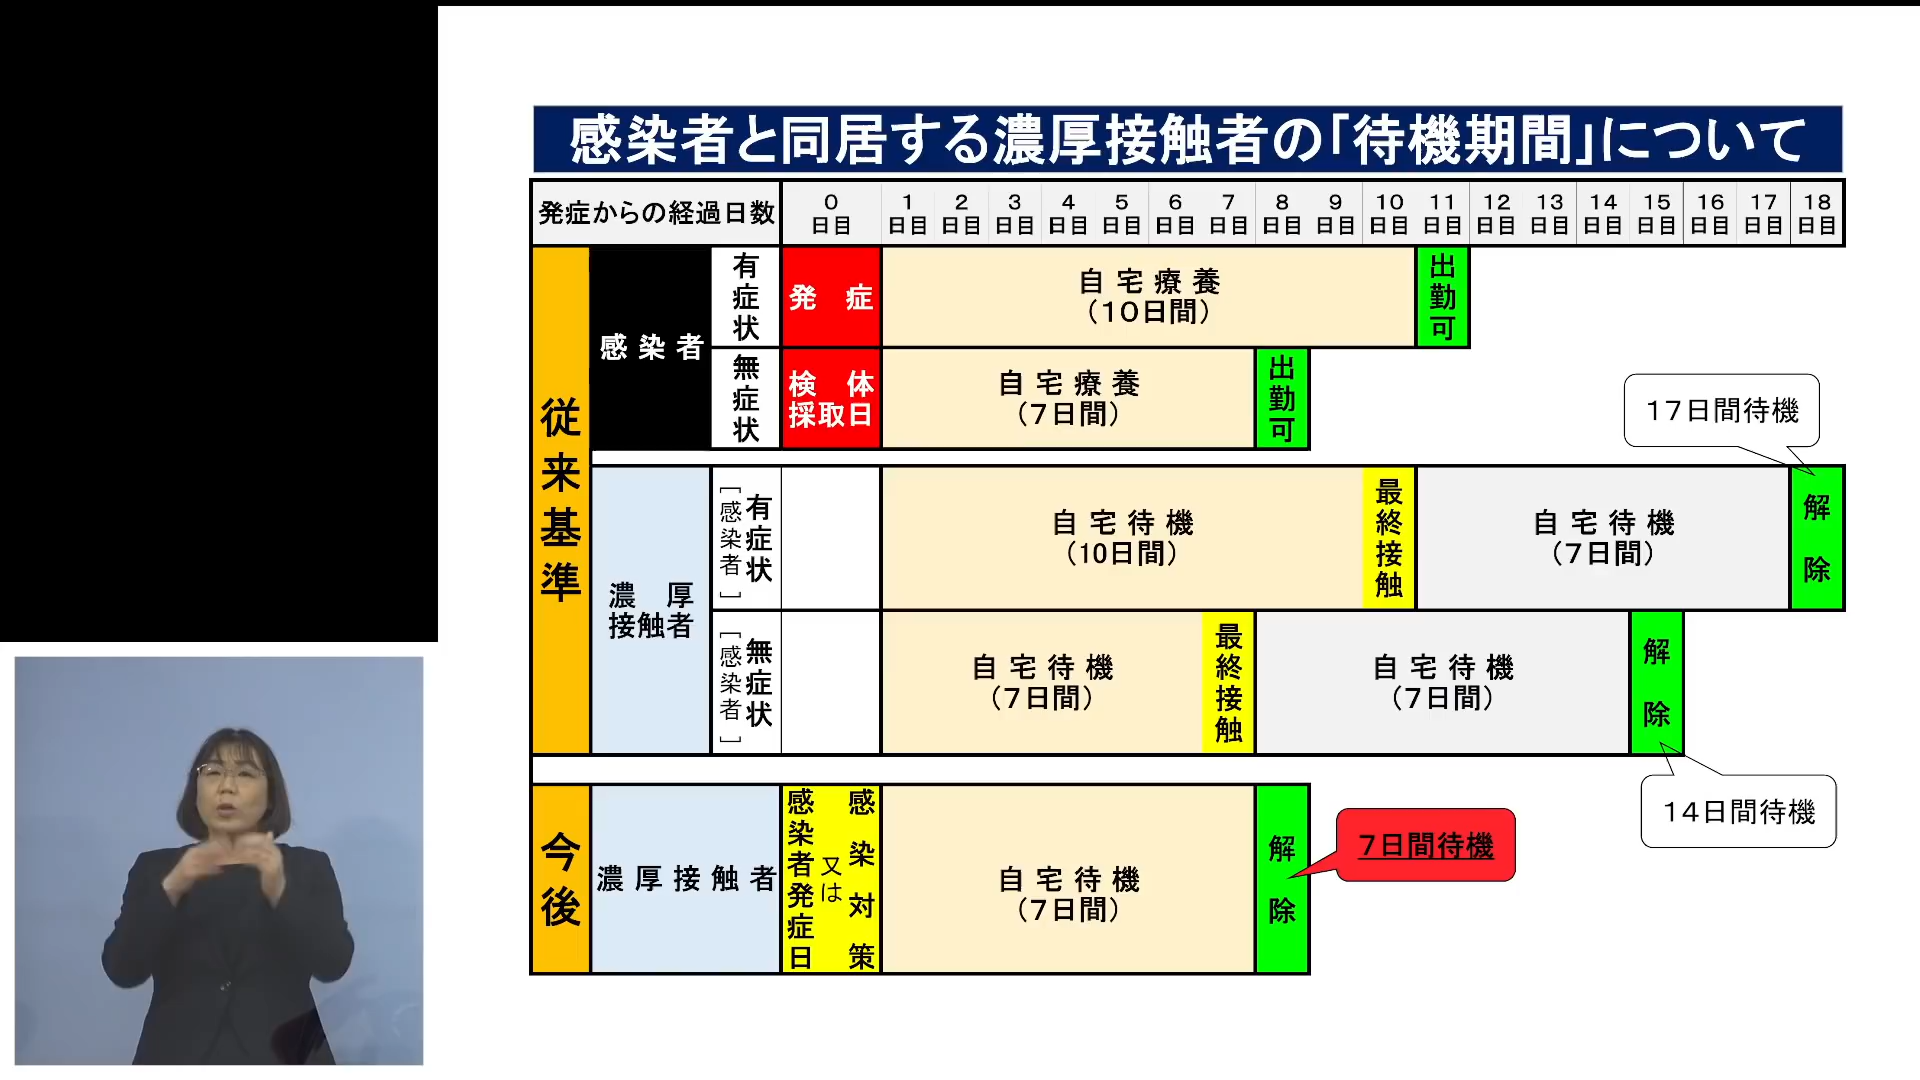 感染者と同居する濃厚接触者の「待機期間」について
発症からの経過日数
0日目
1日目
2日目
3日目
4日目
5日目
6日目
7日目
8日目
9日目
10日目
11日目
12日目
13日目
14日目
15日目
16日目
17日目
18日目
従来基準
感染者
有症状
発症
自宅療養
（10日間）
出勤可
無症状
検体
採取日
自宅療養
（7日間）
出勤可
17日間待機
濃厚
接触者
有症状
［感染者］
自宅待機
（10日間）
最終接触
自宅待機
（7日間）
解除
無症状
［感染者］
自宅待機
（7日間）
最終接触
自宅待機
（7日間）
解除
14日間待機
今後
濃厚接触者
感染対策
又は
感染者発症日
自宅待機
（7日間）
解除
7日間待機